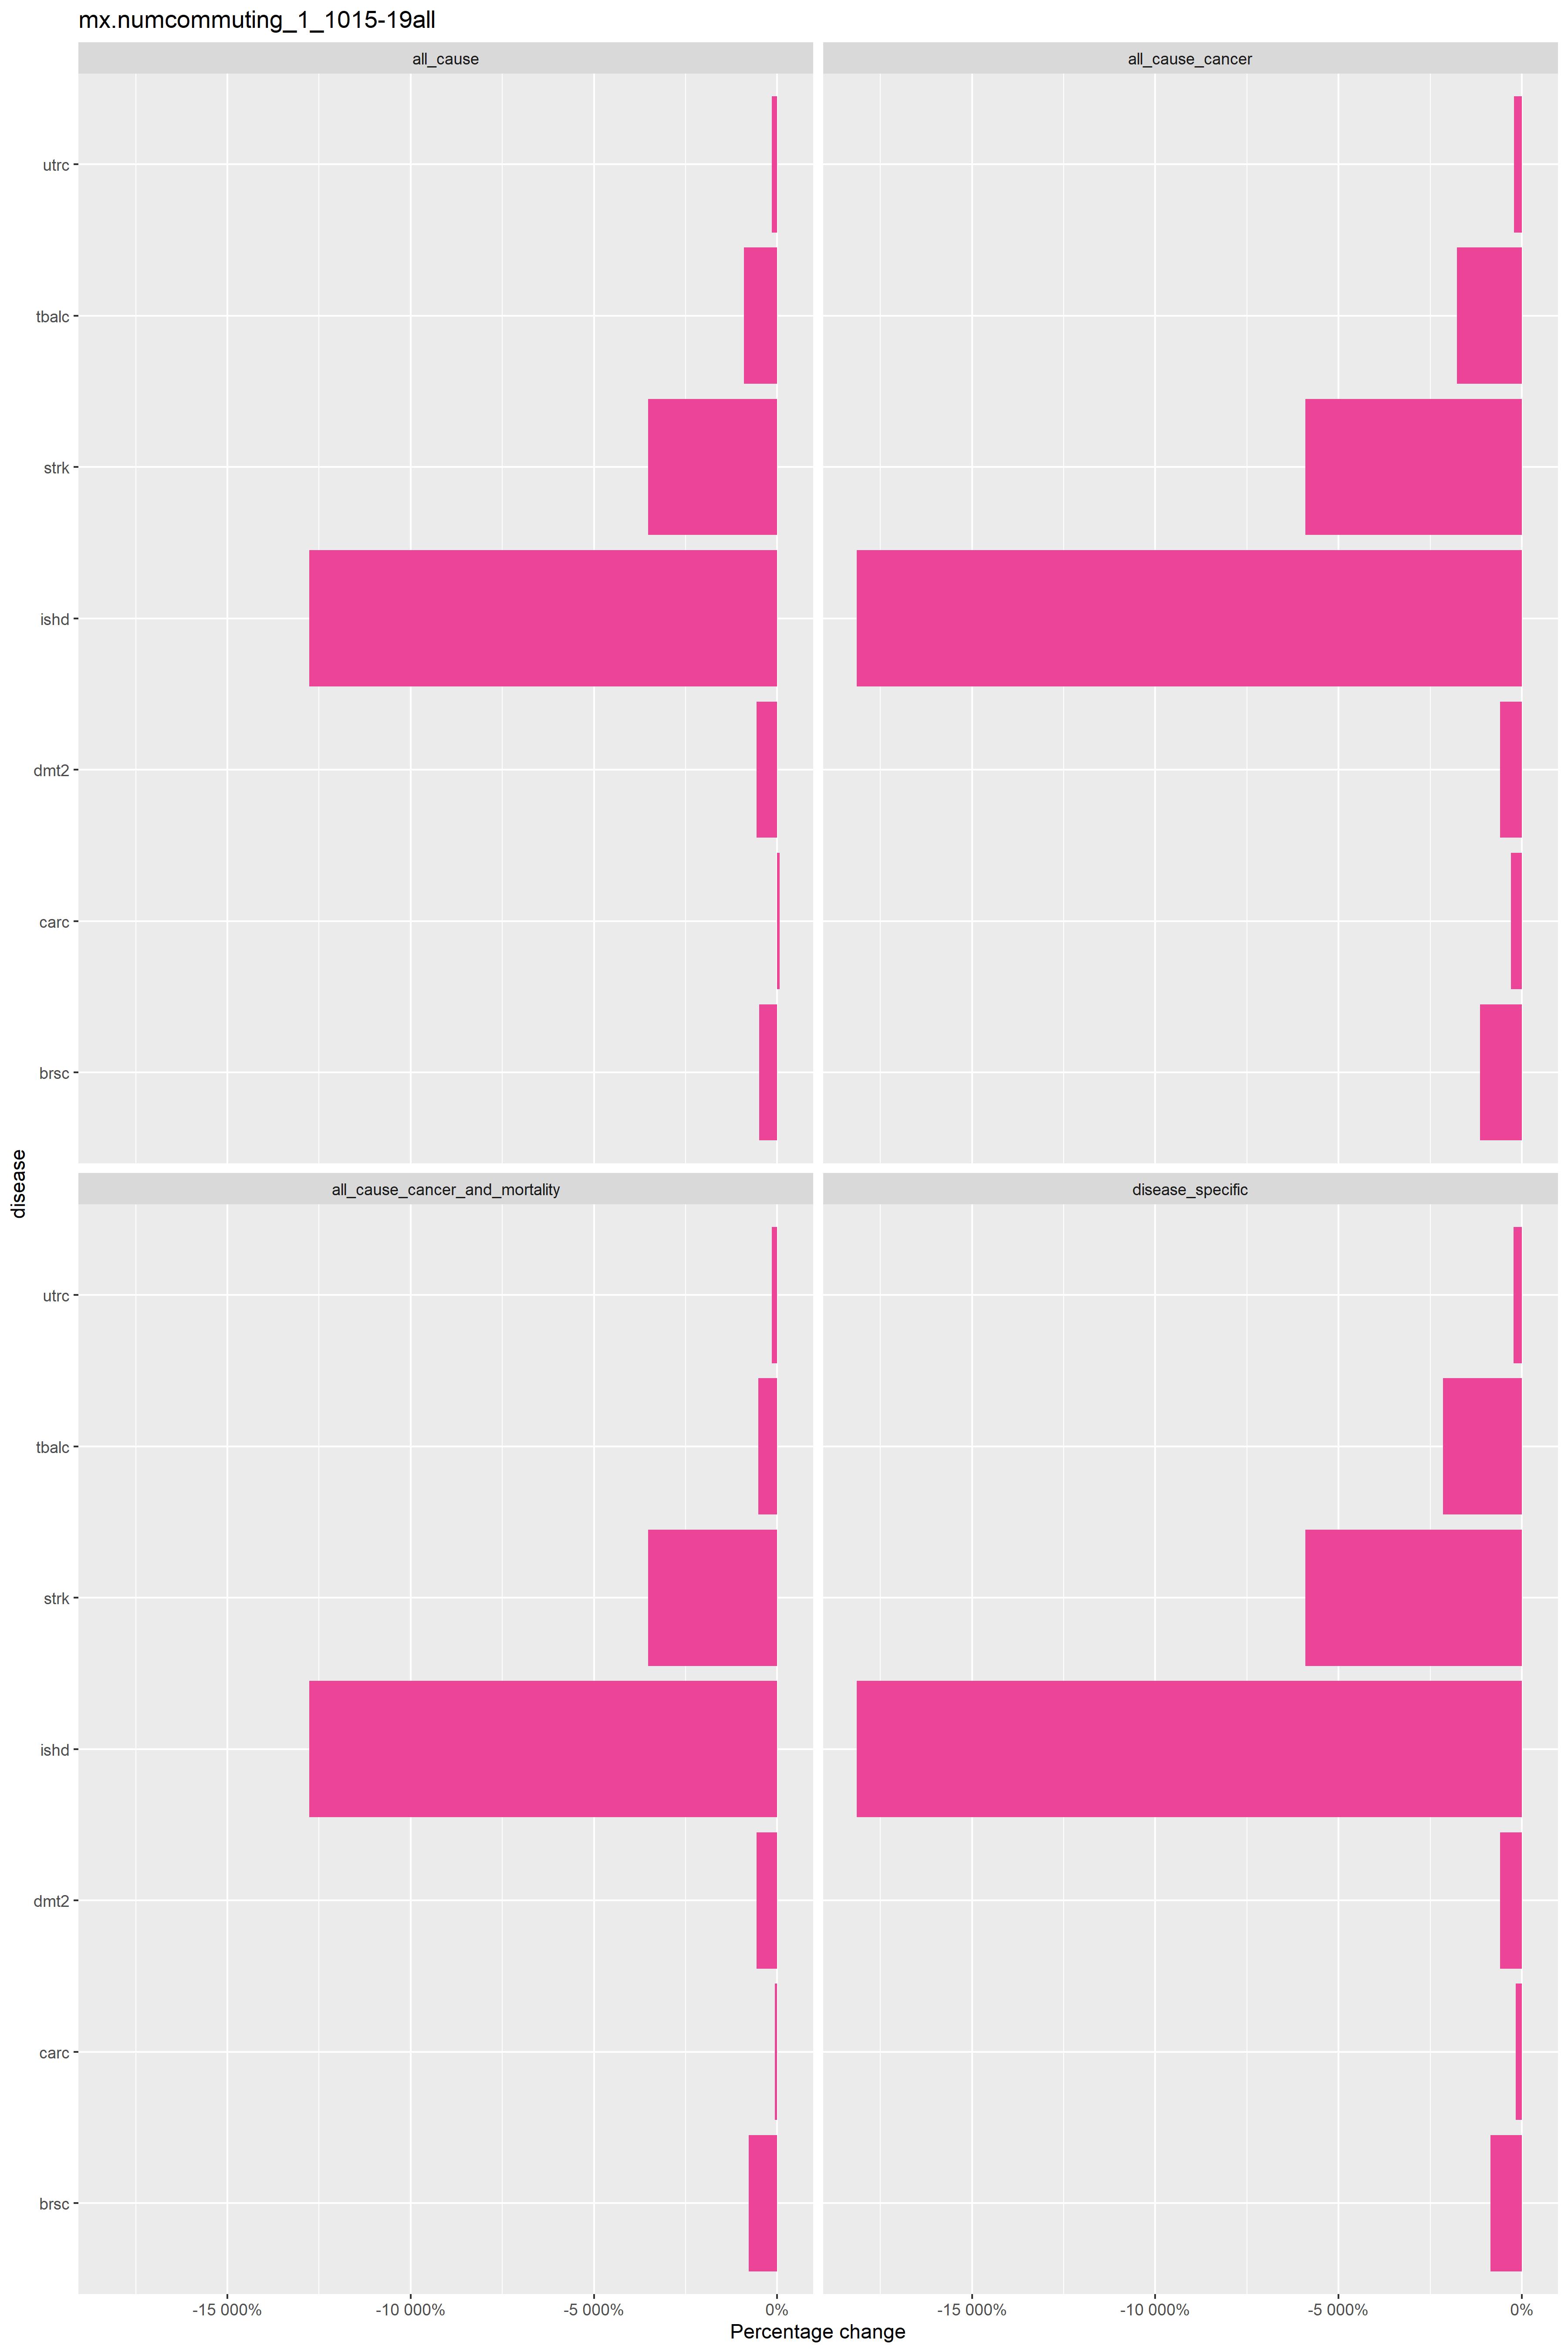 mx.numcommuting_1_1015-19all
all_cause
all_cause_cancer
utrc
tbalc
strk
ishd
dmt2
carc
brsc
disease
all_cause_cancer_and_mortality
disease_specific
utrc
tbalc
strk
ishd
dmt2
carc
brsc
-15 000%
-10 000%
-5 000%
0%
-15 000%
-10 000%
-5 000%
0%
Percentage change